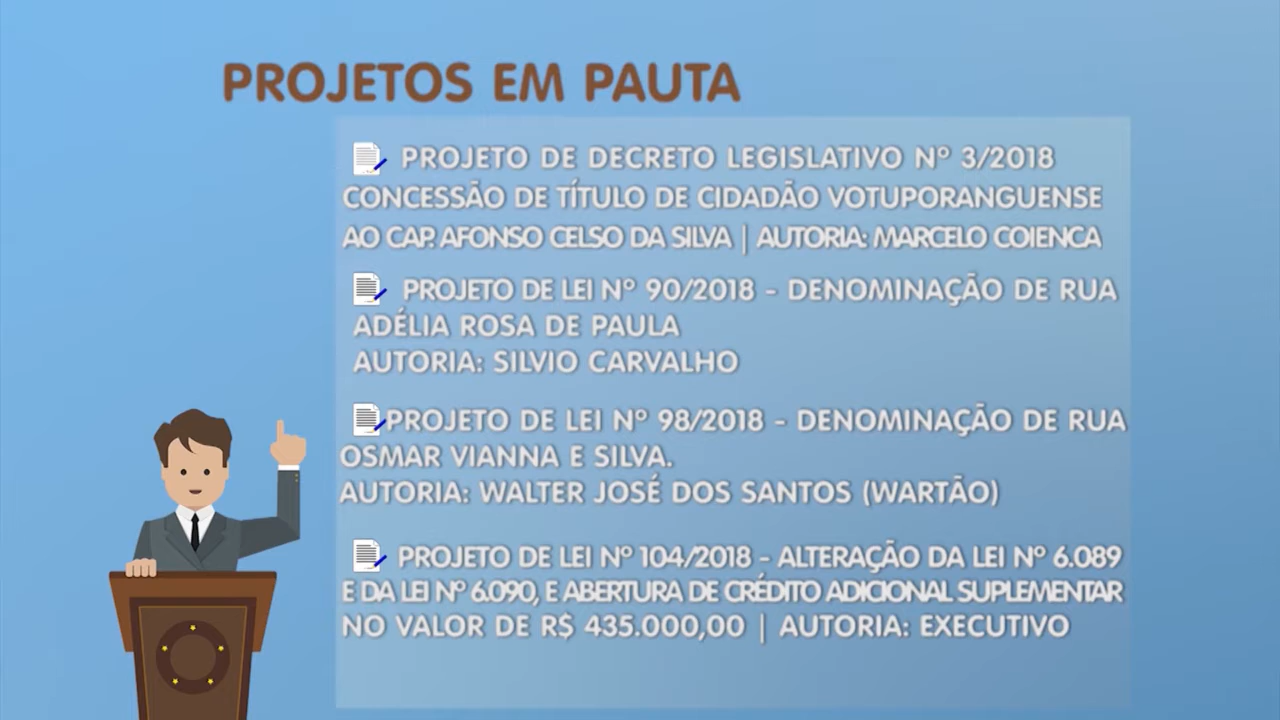 PROJETOS EM PAUTA
PROJETO DE DECRETO LEGISLATIVO Nº 3/2018
CONCESSÃO DE TÍTULO DE CIDADÃO VOTUPORANGUENSE
AO CAP. AFONSO CELSO DA SILVA | AUTORIA: MARCELO COIENCA
PROJETO DE LEI Nº 90/2018 - DENOMINAÇÃO DE RUA
ADÉLIA ROSA DE PAULA
AUTORIA: SILVIO CARVALHO
PROJETO DE LEI Nº 98/2018 - DENOMINAÇÃO DE RUA
OSMAR VIANNA E SILVA.
AUTORIA: WALTER JOSÉ DOS SANTOS (WARTÃO)
PROJETO DE LEI Nº 104/2018 - ALTERAÇÃO DA LEI Nº 6.089
E DA LEI Nº 6.090, E ABERTURA DE CRÉDITO ADICIONAL SUPLEMENTAR
NO VALOR DE R$ 435.000,00 | AUTORIA: EXECUTIVO